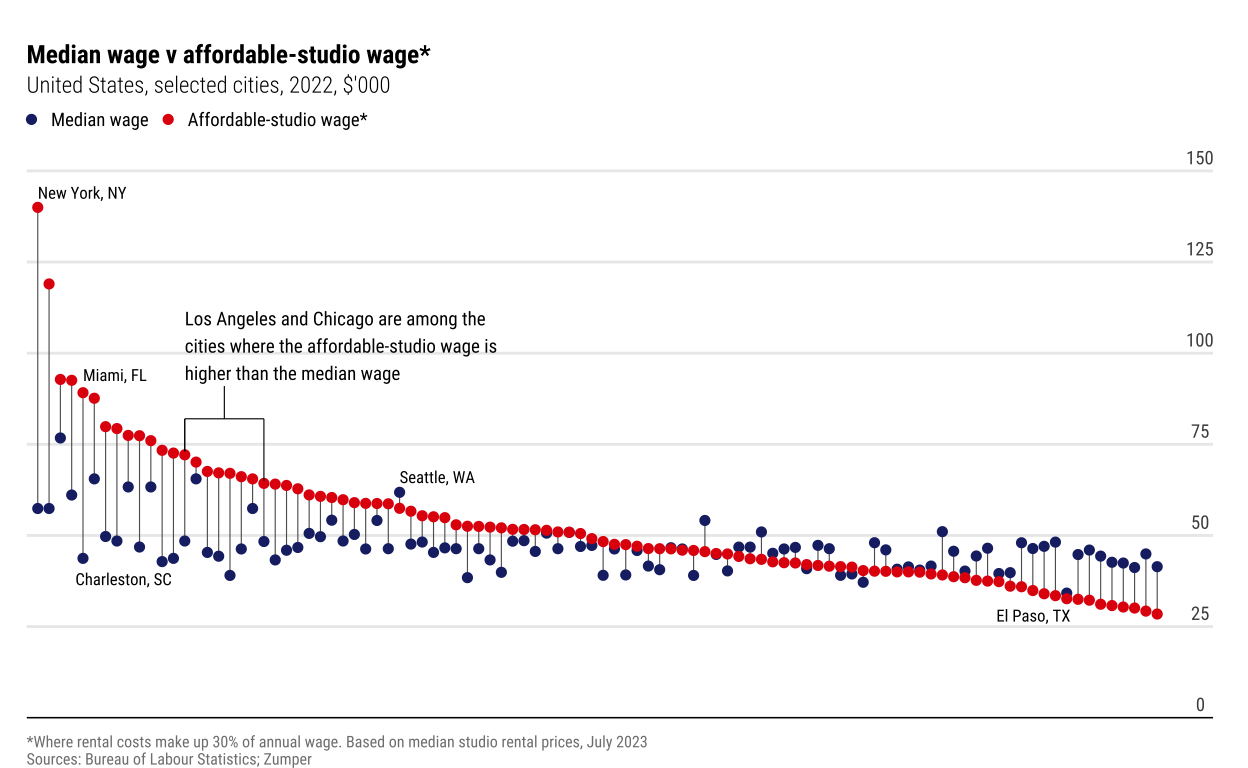 Median wage v affordable-studio wage*
United States, selected cities, 2022, $'000
Median wage
Affordable-studio wage*
150
New York, NY
125
Los Angeles and Chicago are among the
100
cities where the affordable-studio wage is
higher than the median wage
Miami, FL
75
Seattle, WA
50
Charleston, SC
El Paso, TX
25
0
*Where rental costs make up 30% of annual wage. Based on median studio rental prices, July 2023
Sources: Bureau of Labour Statistics; Zumper